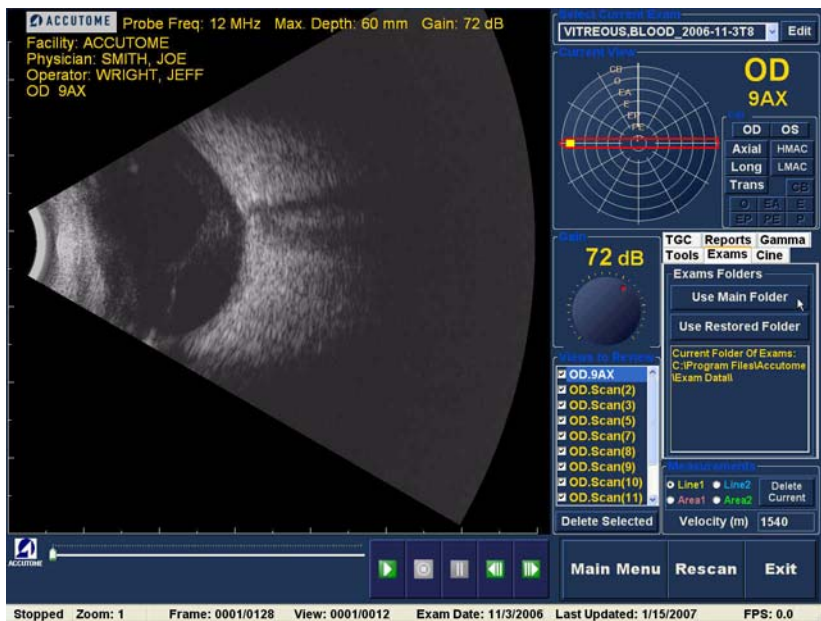 ACCUTOME Probe Freq: 12 MHz Max. Depth: 60 mm Gain: 72 dB
Facility: ACCUTOME
Physician: SMITH, JOE
Operator: WRIGHT, JEFF
OD 9AX
Select Current Exam
VITREOUS,BLOOD_2006-11-3T8 Edit
Current View
CB
O
EA
E
EP
PE
P
OD
9AX
OD OS
Axial HMAC
Long LMAC
Trans CB
O EA E
EP PE P
Gain
72 dB
TGC Reports Gamma
Tools Exams Cine
Exams Folders
Use Main Folder
Use Restored Folder
Current Folder Of Exams:
C:\Program Files\Accutome
\Exam Data\\
Views to Review
OD.9AX
OD.Scan(2)
OD.Scan(3)
OD.Scan(5)
OD.Scan(7)
OD.Scan(8)
OD.Scan(9)
OD.Scan(10)
OD.Scan(11)
Delete Selected
Measurements
Line1 Line2
Area1 Area2
Delete
Current
Velocity (m) 1540
ACCUTOME
Main Menu Rescan Exit
Stopped Zoom: 1 Frame: 0001/0128 View: 0001/0012 Exam Date: 11/3/2006 Last Updated: 1/15/2007 FPS: 0.0